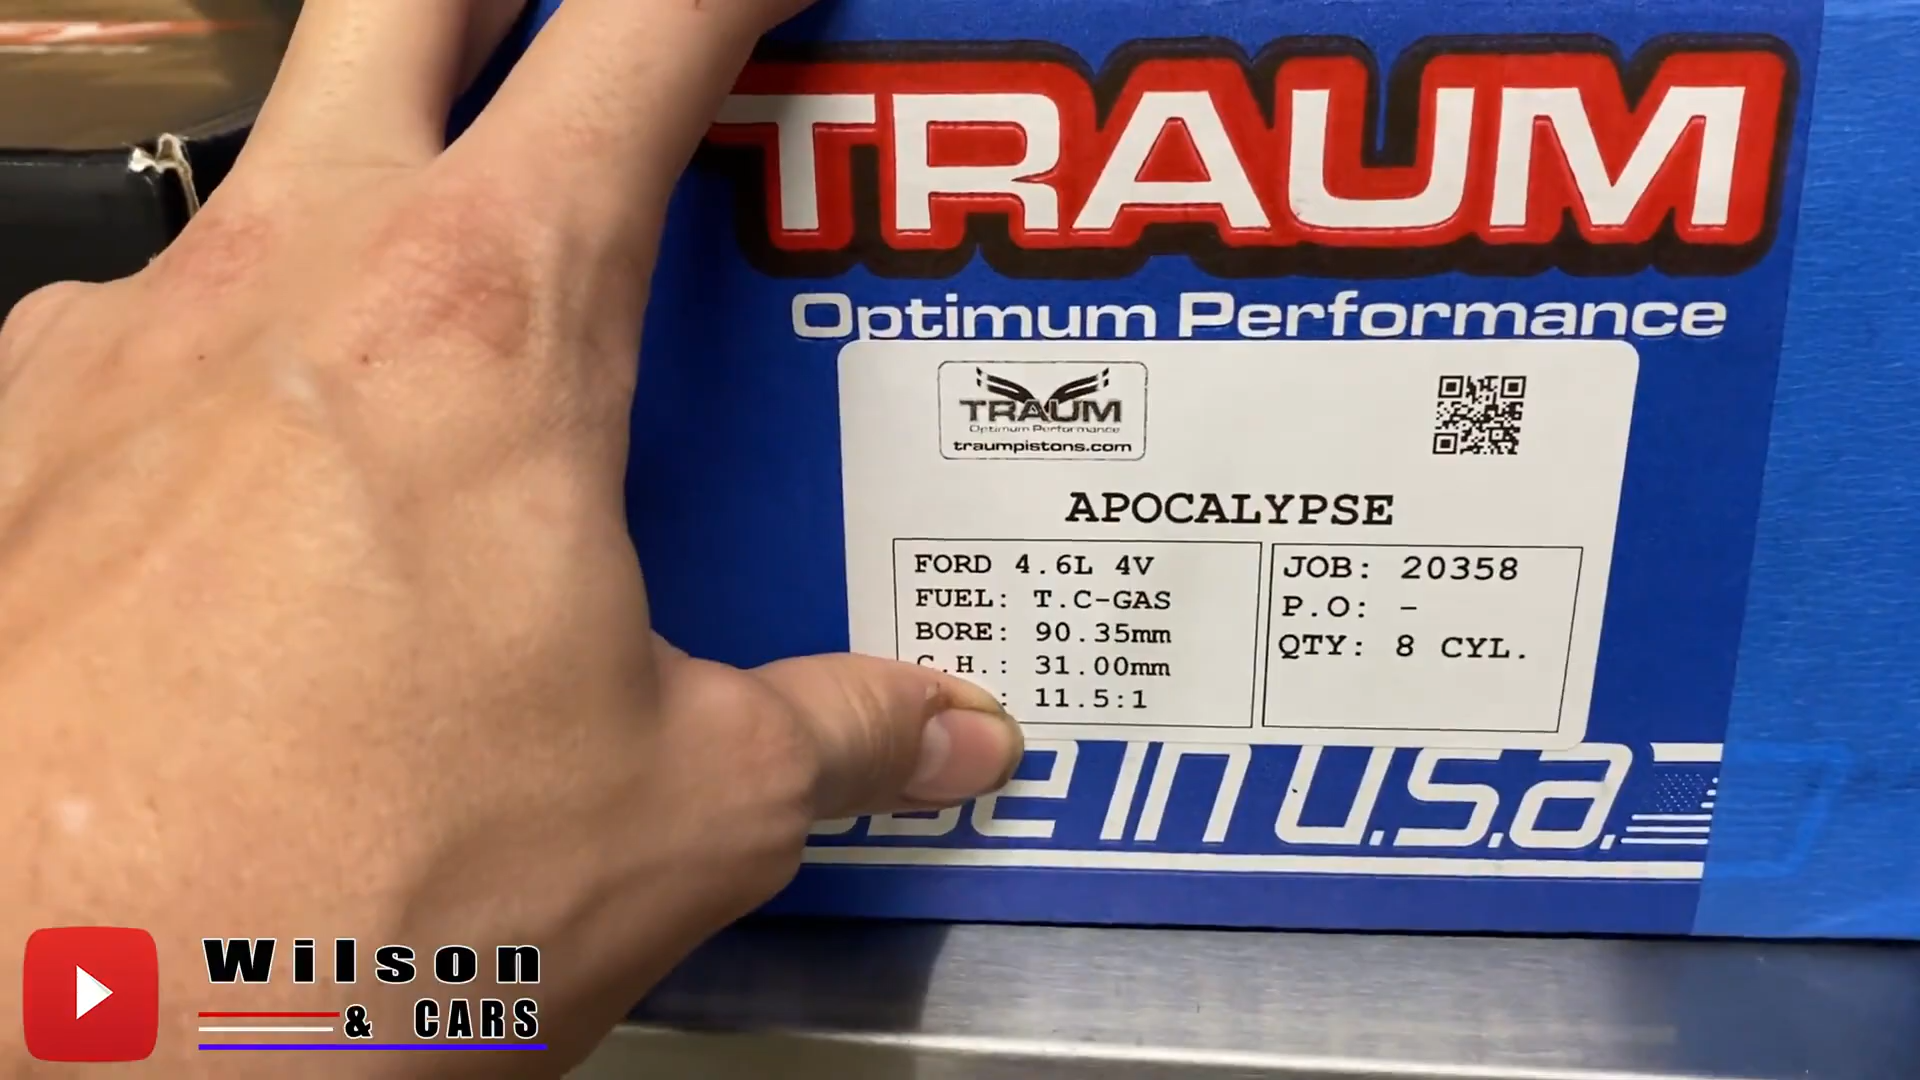 TRAUM
Optimum Performance
TRAUM
Optimum Performance
traumpistons.com
APOCALYPSE
FORD 4.6L 4V
FUEL: T.C-GAS
BORE: 90.35mm
C.H.: 31.00mm
: 11.5:1
JOB: 20358
P.O: -
QTY: 8 CYL.
in U.S.A.
Wilson
& CARS